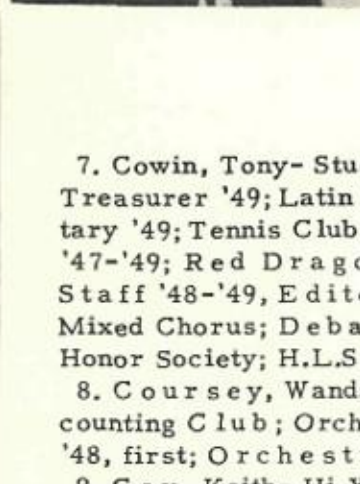 7. Cowin, Tony- Stu
Treasurer '49; Latin
tary '49; Tennis Club
'47-'49; Red Drago
Staff '48-'49, Edito
Mixed Chorus; Deba
Honor Society; H.L.S
8. Coursey, Wand
counting Club; Orch
'48, first; Orchest